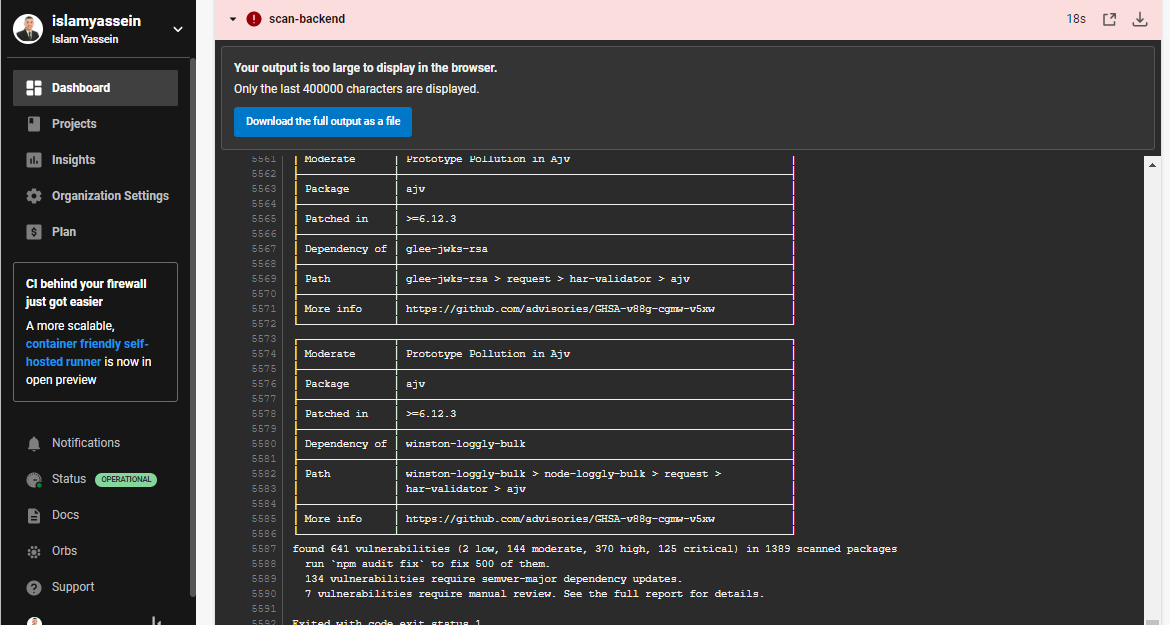 islamyassein
Islam Yassein
Dashboard
Projects
Insights
Organization Settings
$ Plan
CI behind your firewall
just got easier
A more scalable,
container friendly self-
hosted runner is now in
open preview
Notifications
Status OPERATIONAL
Docs
Orbs
? Support
! scan-backend 18s
Your output is too large to display in the browser.
Only the last 400000 characters are displayed.
Download the full output as a file
5561 Moderate Prototype Pollution in Ajv
5562
5563 Package ajv
5564
5565 Patched in >=6.12.3
5566
5567 Dependency of glee-jwks-rsa
5568
5569 Path glee-jwks-rsa > request > har-validator > ajv
5570
5571 More info https://github.com/advisories/GHSA-v88g-cgmw-v5xw
5572
5573
5574 Moderate Prototype Pollution in Ajv
5575
5576 Package ajv
5577
5578 Patched in >=6.12.3
5579
5580 Dependency of winston-loggly-bulk
5581
5582 Path winston-loggly-bulk > node-loggly-bulk > request >
5583 har-validator > ajv
5584
5585 More info https://github.com/advisories/GHSA-v88g-cgmw-v5xw
5586
5587 found 641 vulnerabilities (2 low, 144 moderate, 370 high, 125 critical) in 1389 scanned packages
5588 run `npm audit fix` to fix 500 of them.
5589 134 vulnerabilities require semver-major dependency updates.
5590 7 vulnerabilities require manual review. See the full report for details.
5591
5592 Exited with code exit status 1